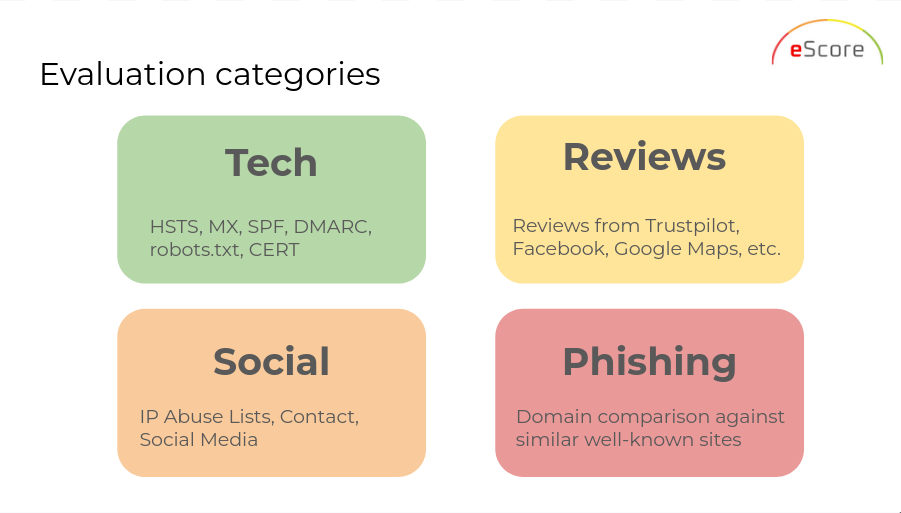 eScore
Evaluation categories
Tech
HSTS, MX, SPF, DMARC,
robots.txt, CERT
Reviews
Reviews from Trustpilot,
Facebook, Google Maps, etc.
Social
IP Abuse Lists, Contact,
Social Media
Phishing
Domain comparison against
similar well-known sites